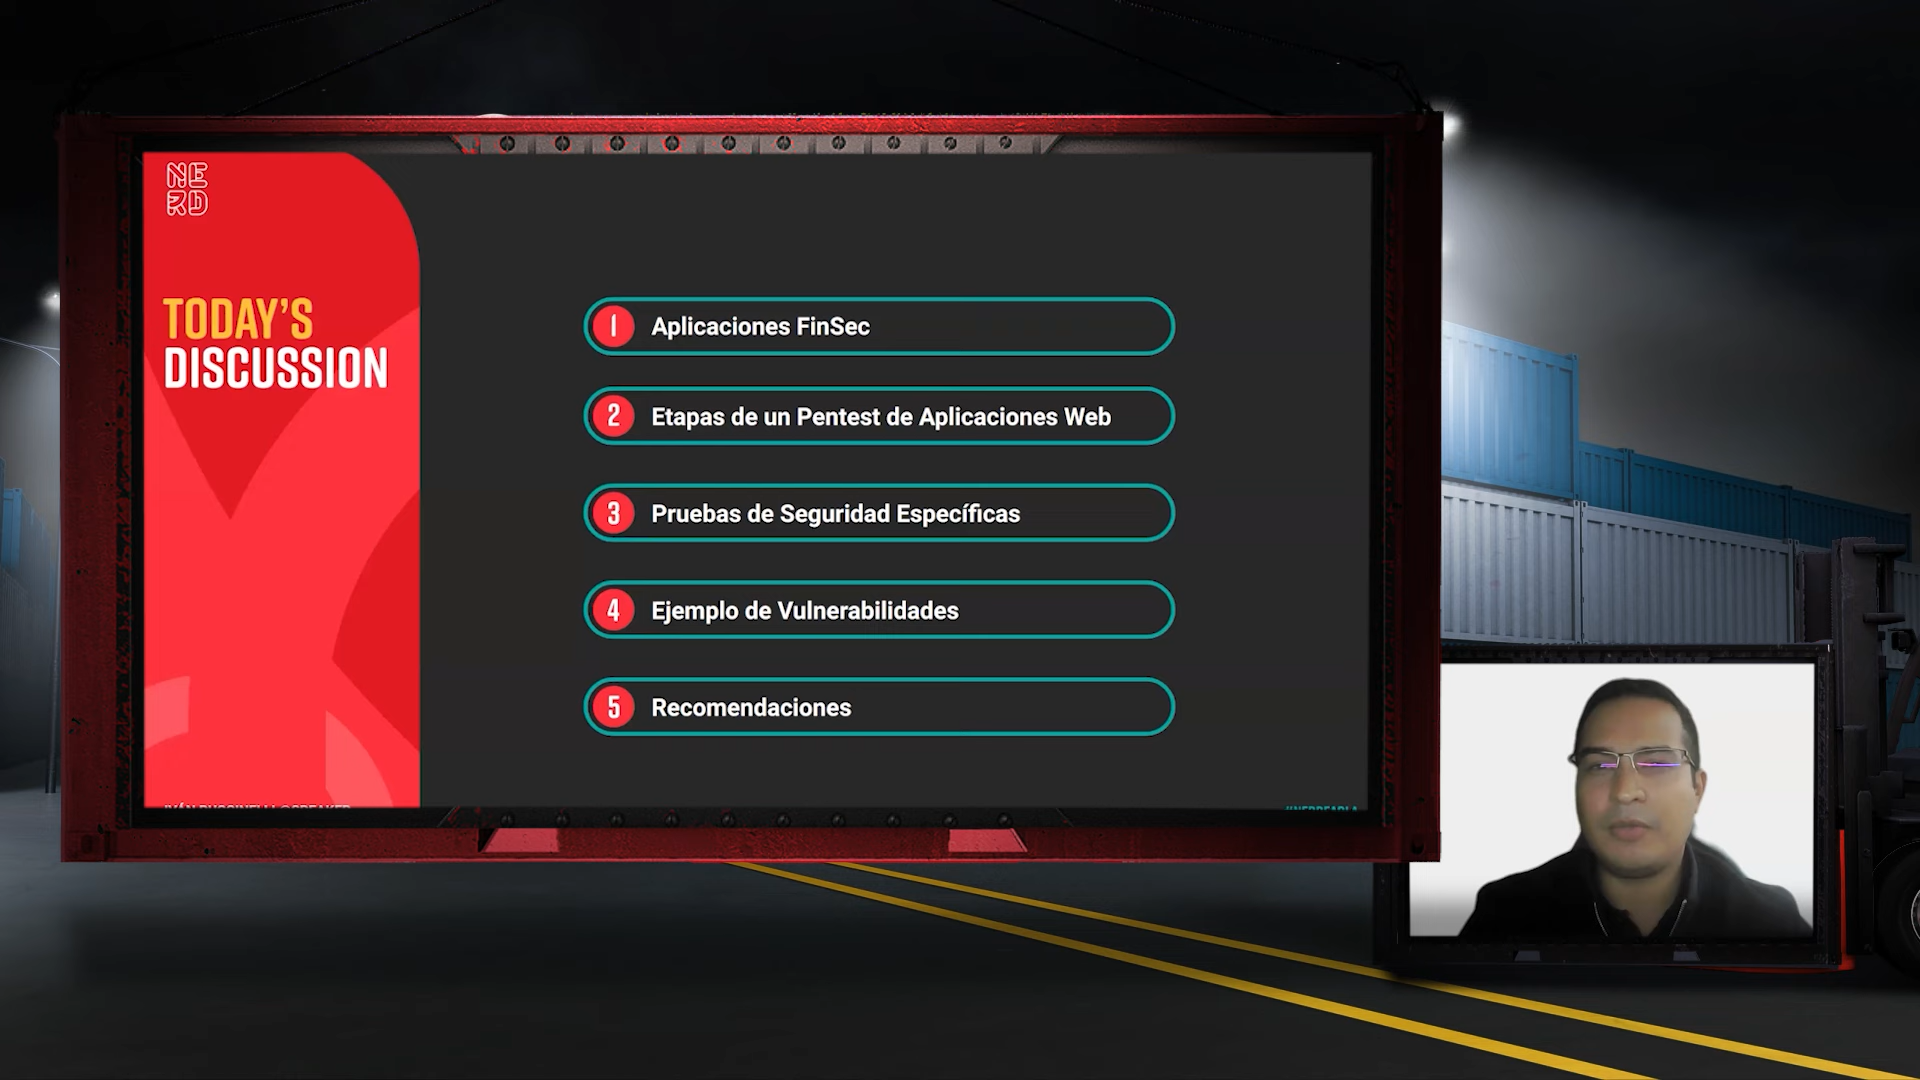 NE
RD
TODAY'S
DISCUSSION
1 Aplicaciones FinSec
2 Etapas de un Pentest de Aplicaciones Web
3 Pruebas de Seguridad Específicas
4 Ejemplo de Vulnerabilidades
5 Recomendaciones